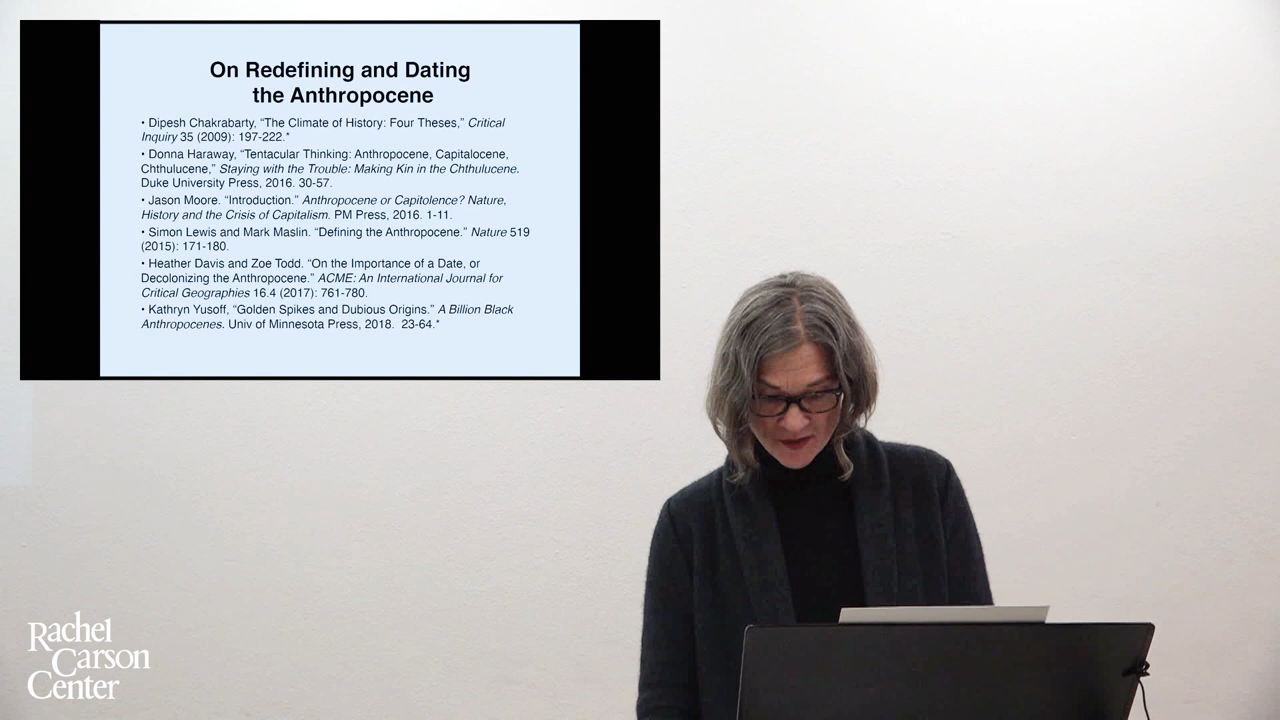 On Redefining and Dating
the Anthropocene
• Dipesh Chakrabarty, “The Climate of History: Four Theses,” Critical
Inquiry 35 (2009): 197-222.*
• Donna Haraway, “Tentacular Thinking: Anthropocene, Capitalocene,
Chthulucene,” Staying with the Trouble: Making Kin in the Chthulucene.
Duke University Press, 2016. 30-57.
• Jason Moore. “Introduction.” Anthropocene or Capitolence? Nature,
History and the Crisis of Capitalism. PM Press, 2016. 1-11.
• Simon Lewis and Mark Maslin. “Defining the Anthropocene.” Nature 519
(2015): 171-180.
• Heather Davis and Zoe Todd. “On the Importance of a Date, or
Decolonizing the Anthropocene.” ACME: An International Journal for
Critical Geographies 16.4 (2017): 761-780.
• Kathryn Yusoff, “Golden Spikes and Dubious Origins.” A Billion Black
Anthropocenes. Univ of Minnesota Press, 2018. 23-64.*
Rachel
Carson
Center